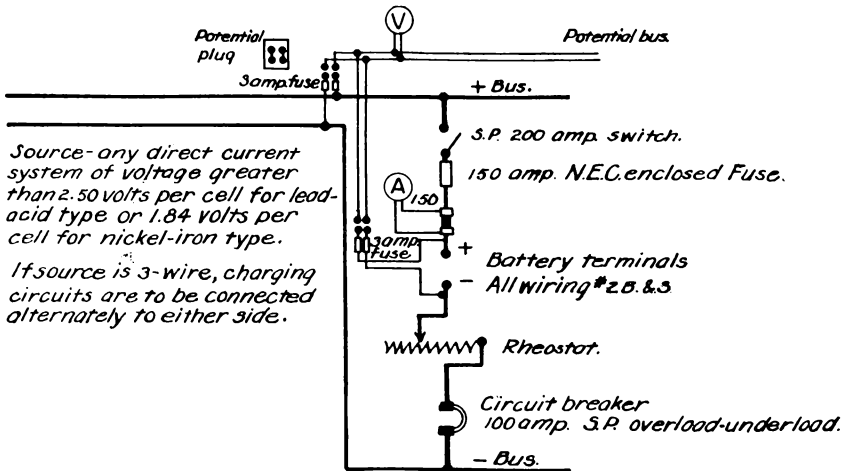 V
Potential
plug
Potential bus.
3 amp. fuse
+ Bus.
S.P. 200 amp. switch.
150 amp. N.E.C. enclosed Fuse.
A
150
Source - any direct current
system of voltage greater
than 2.50 volts per cell for lead-
acid type or 1.84 volts per
cell for nickel-iron type.
If source is 3-wire, charging
circuits are to be connected
alternately to either side.
3 amp.
fuse
+
Battery terminals
-
All wiring #2 B. & S.
Rheostat.
Circuit breaker
100 amp. S.P. overload-underload.
- Bus.